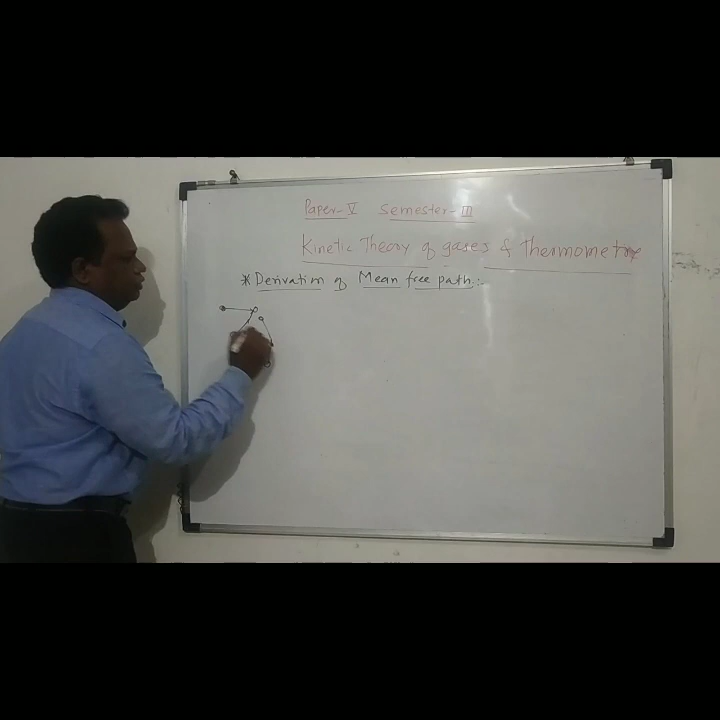 Paper-V Semester-III
Kinetic Theory of gases & Thermometry
* Derivation of Mean free path:-